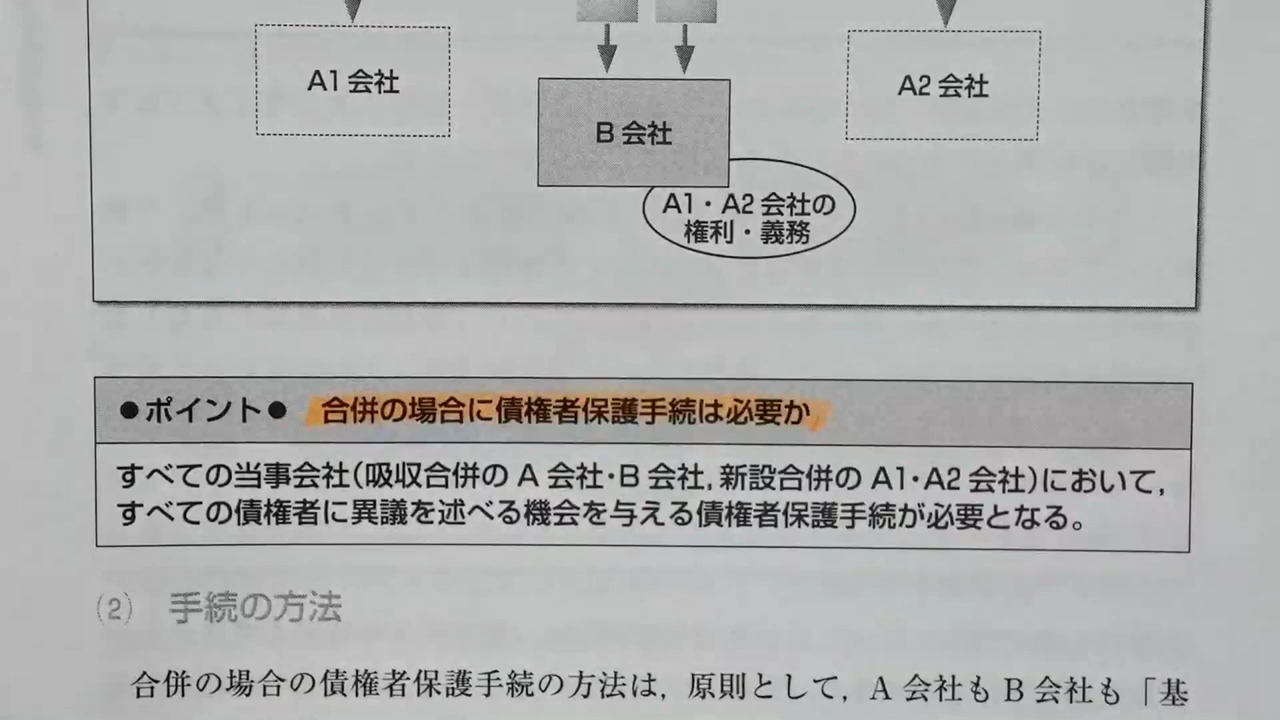 A1 会社
A2 会社
B 会社
A1・A2 会社の
権利・義務
●ポイント● 合併の場合に債権者保護手続は必要か
すべての当事会社(吸収合併の A 会社・B 会社, 新設合併の A1・A2 会社)において,
すべての債権者に異議を述べる機会を与える債権者保護手続が必要となる。
(2) 手続の方法
合併の場合の債権者保護手続の方法は, 原則として, A 会社も B 会社も「基